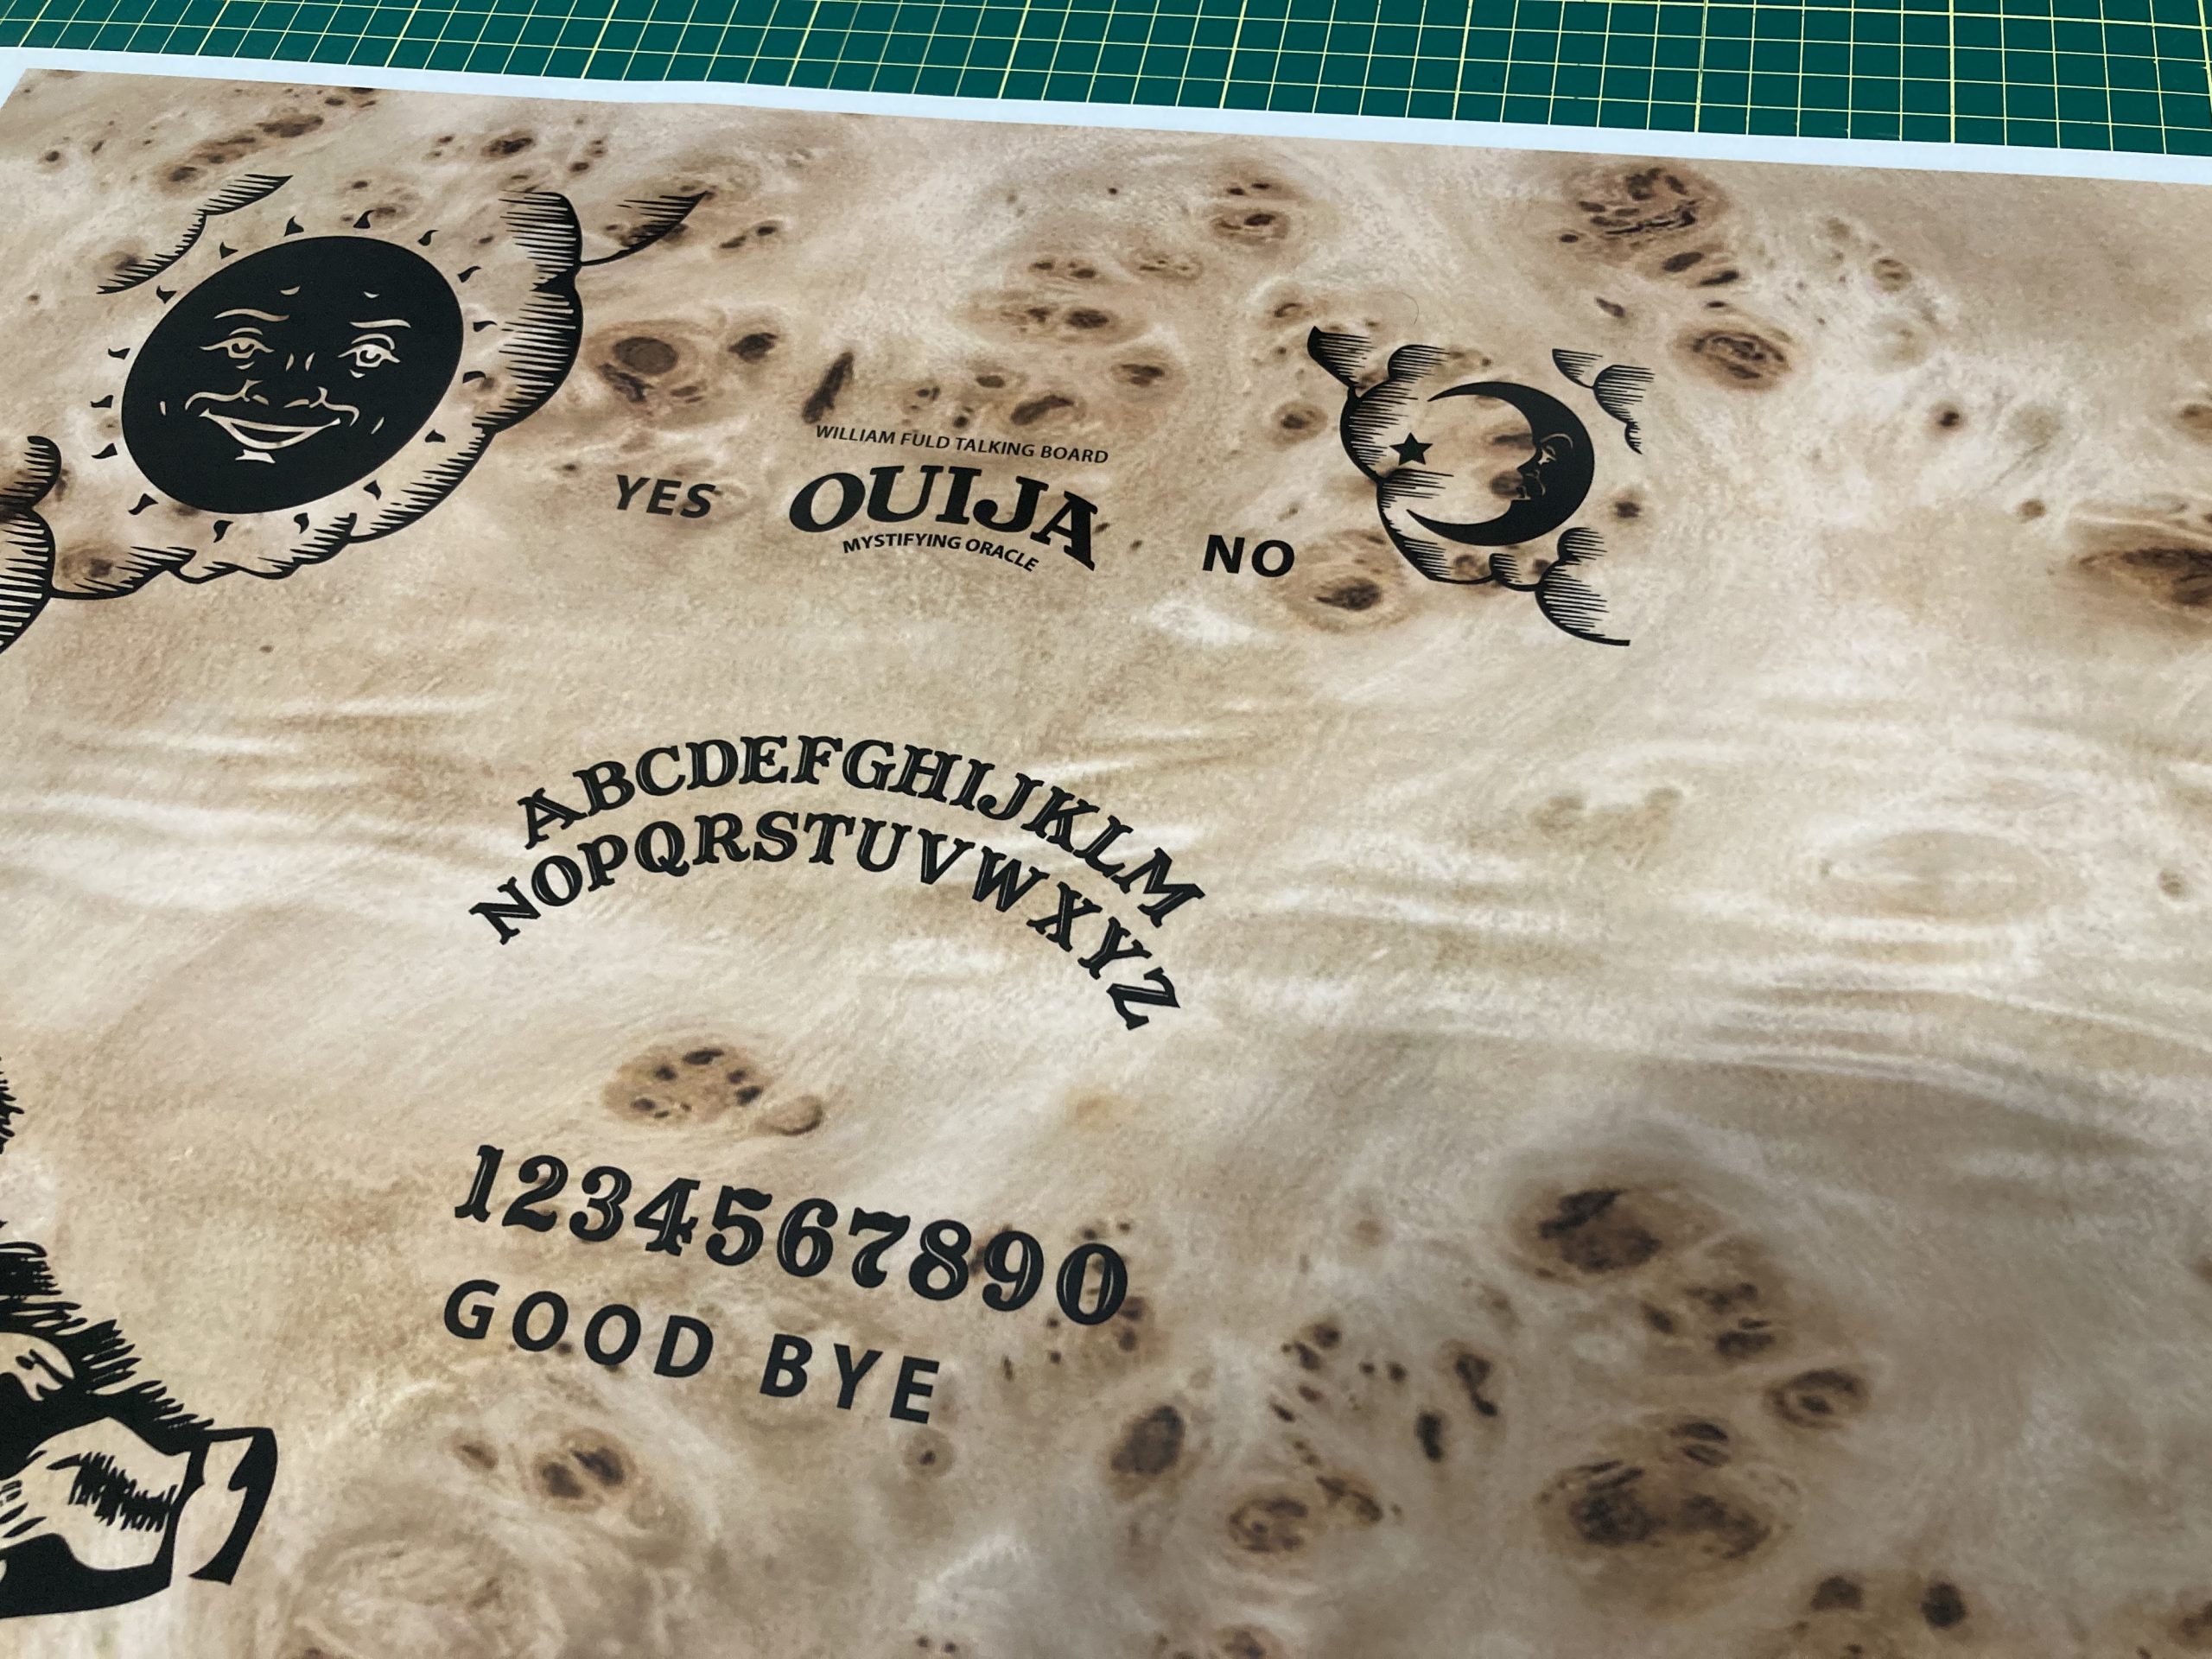 WILLIAM FULD TALKING BOARD
YES OUIJA NO
MYSTIFYING ORACLE
ABCDEFGHIJKLM
NOPQRSTUVWXYZ
1234567890
GOOD BYE